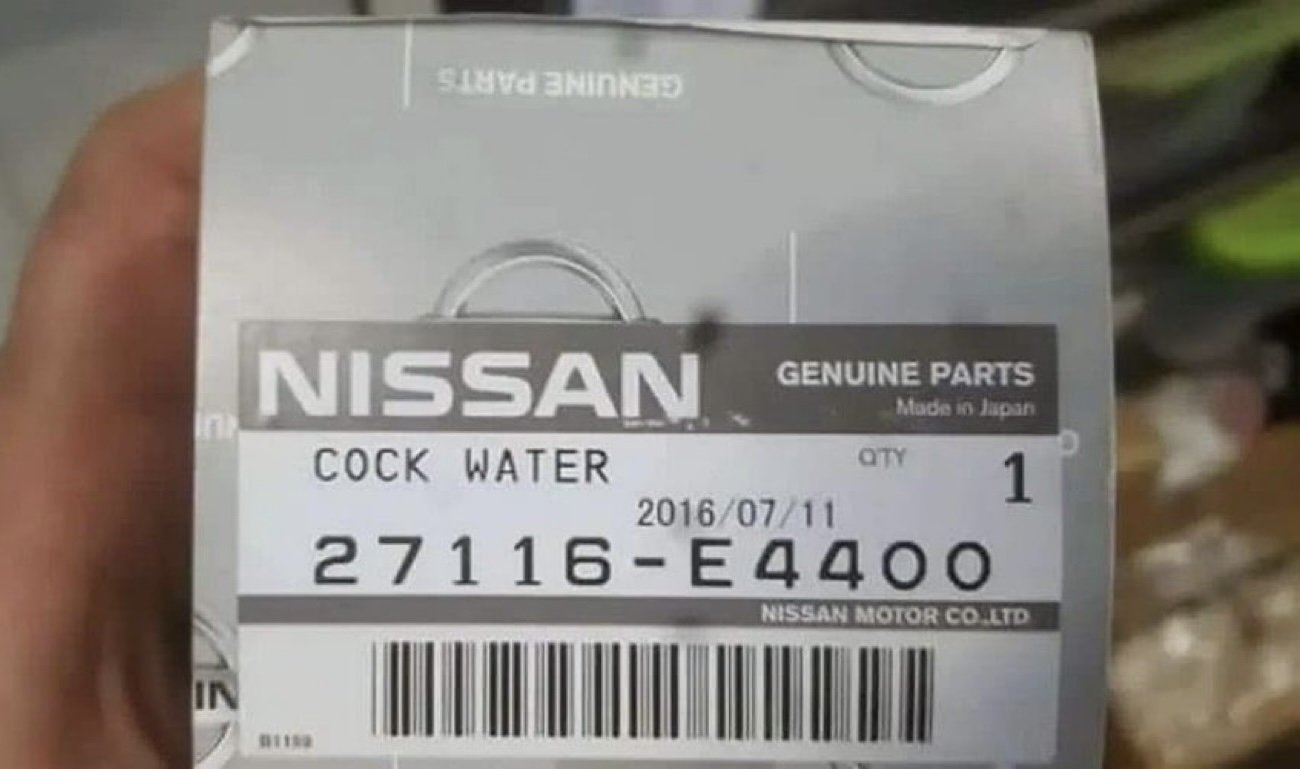 GENUINE PARTS
NISSAN
GENUINE PARTS
Made in Japan
COCK WATER
QTY
1
2016/07/11
27116-E4400
NISSAN MOTOR CO.,LTD
IN